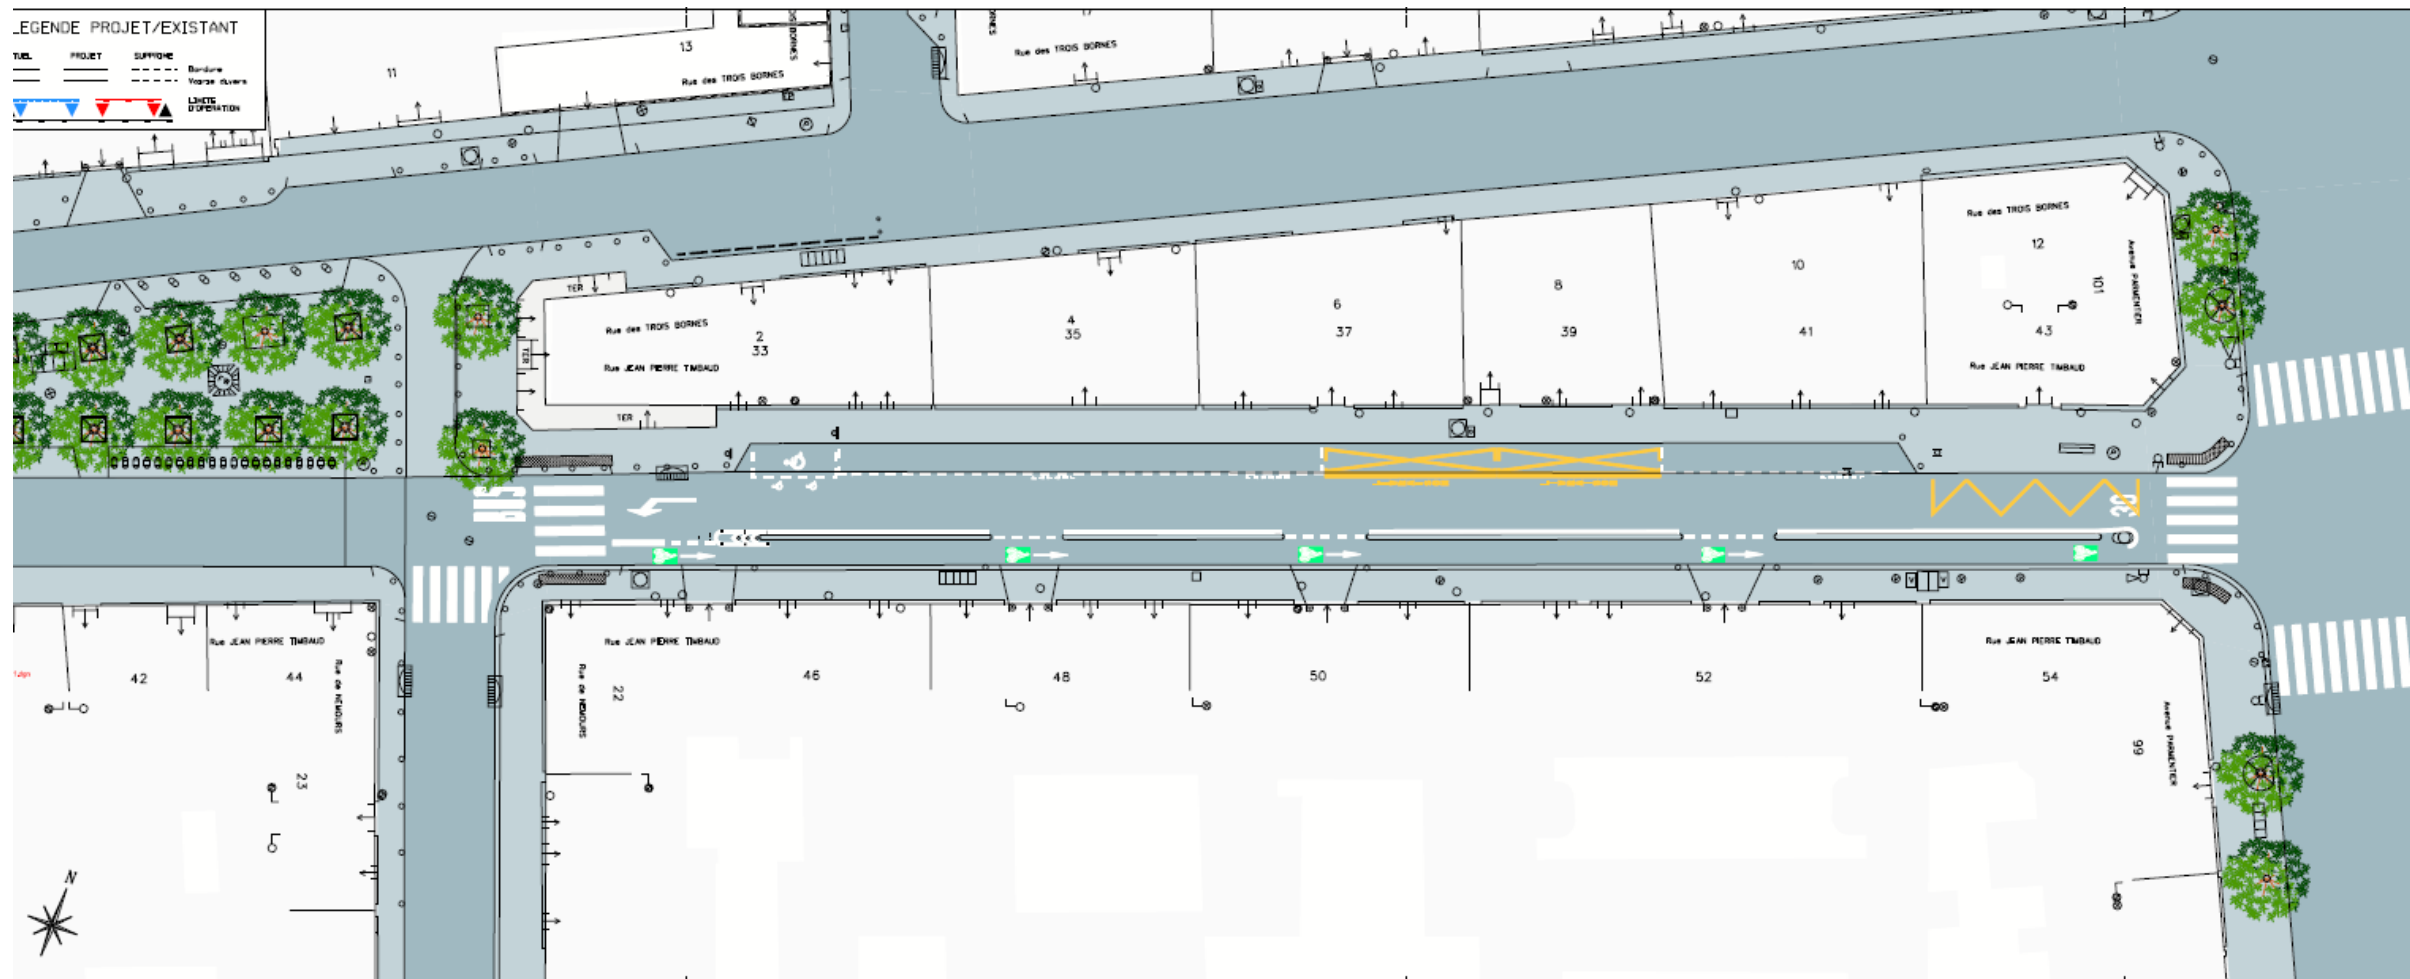 LEGENDE PROJET/EXISTANT
PROJET SUPPRIME
Bordure
LIMITE
D'OPERATION
11
13
Rue des TROIS BORNES
Rue des TROIS BORNES
Rue des TROIS BORNES
12
Avenue PARMENTIER
101
43
Rue JEAN PIERRE TIMBAUD
10
41
8
39
6
37
4
35
TER
Rue des TROIS BORNES
2
33
TER
Rue JEAN PIERRE TIMBAUD
TER
30
Rue JEAN PIERRE TIMBAUD
42
44
Rue de NEMOURS
23
Rue JEAN PIERRE TIMBAUD
Rue de NEMOURS
22
46
48
50
52
Rue JEAN PIERRE TIMBAUD
54
Avenue PARMENTIER
99
N